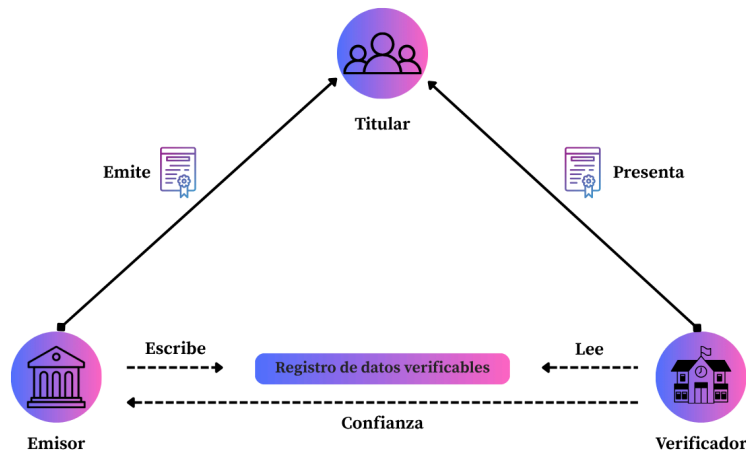 Titular
Emite
Presenta
Escribe
Registro de datos verificables
Lee
Confianza
Emisor
Verificador